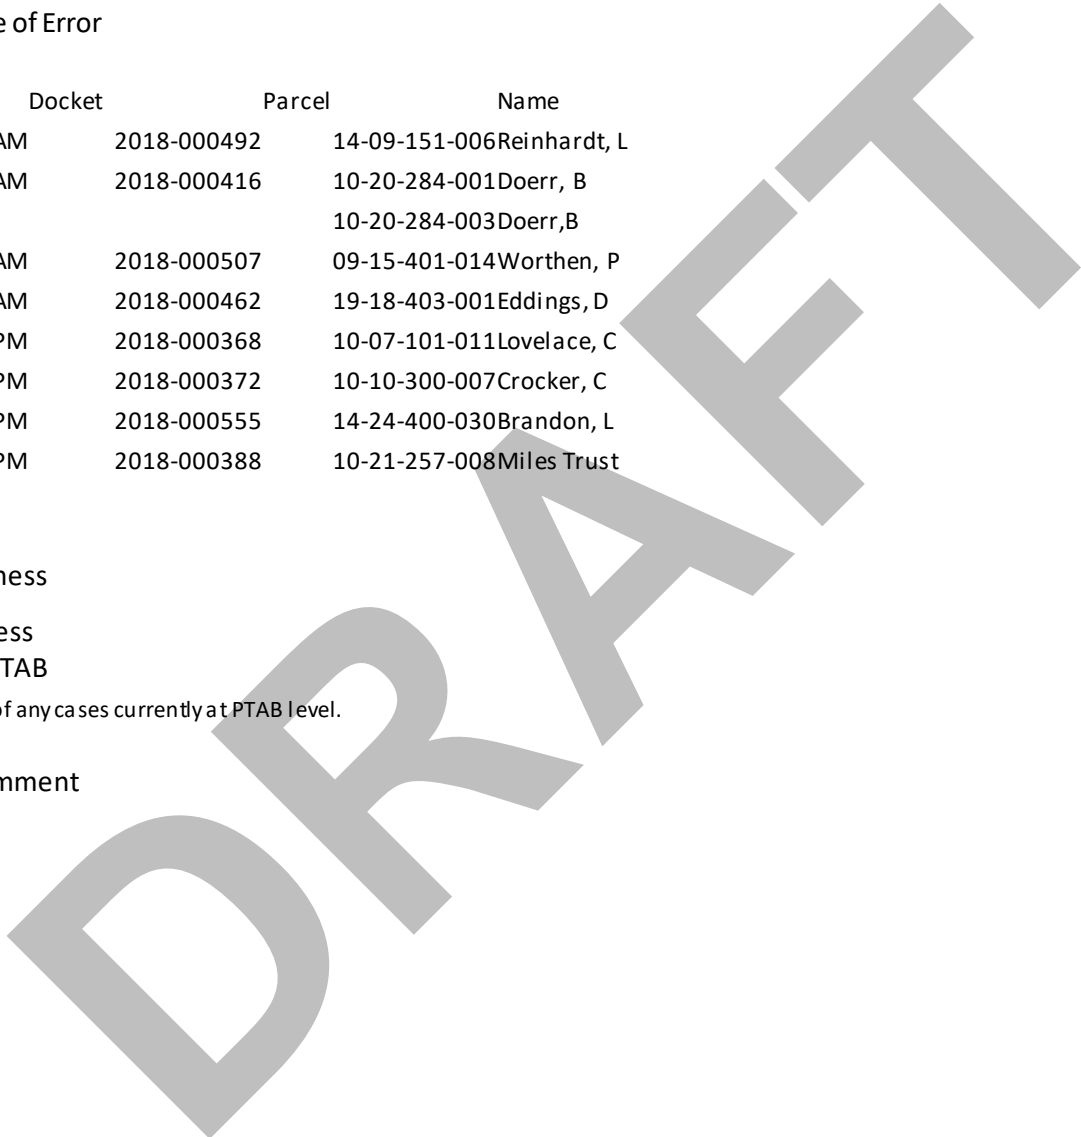 e of Error
Docket Parcel Name
AM 2018-000492 14-09-151-006Reinhardt, L
AM 2018-000416 10-20-284-001Doerr, B
10-20-284-003Doerr,B
AM 2018-000507 09-15-401-014Worthen, P
AM 2018-000462 19-18-403-001Eddings, D
PM 2018-000368 10-07-101-011Lovelace, C
PM 2018-000372 10-10-300-007Crocker, C
PM 2018-000555 14-24-400-030Brandon, L
PM 2018-000388 10-21-257-008Miles Trust
ness
ess
TAB
of any cases currently at PTAB level.
mment
DRAFT